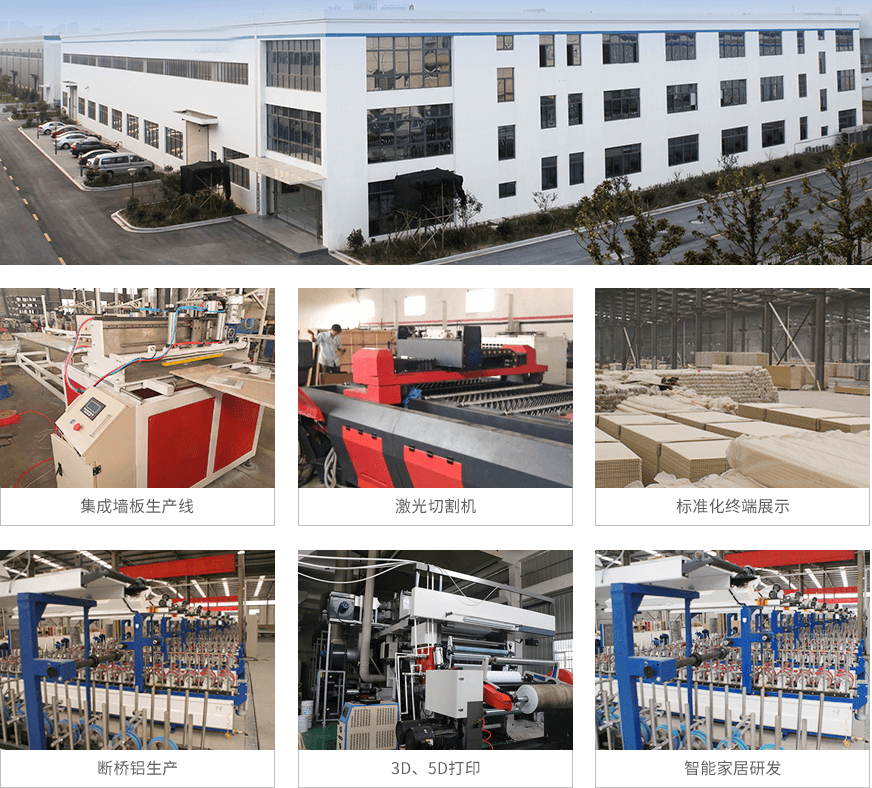 集成墙板生产线
激光切割机
标准化终端展示
断桥铝生产
3D、5D打印
智能家居研发